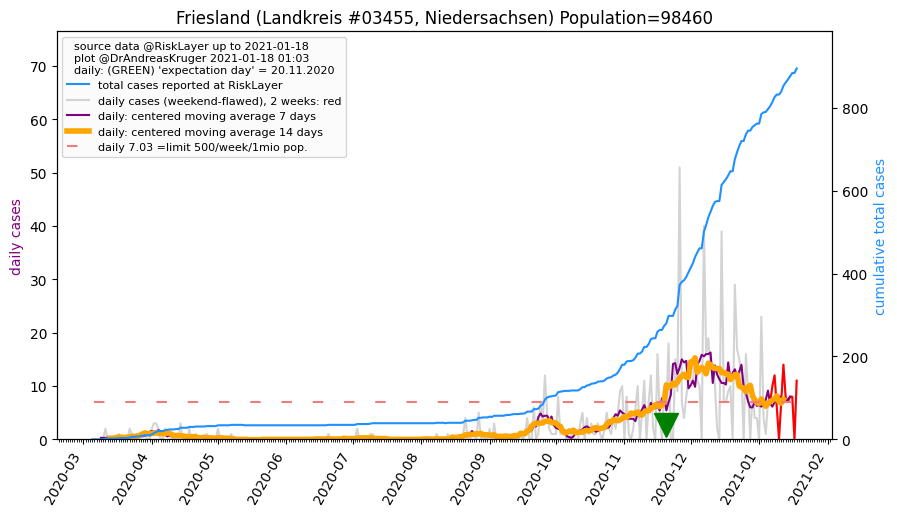 Friesland (Landkreis #03455, Niedersachsen) Population=98460
source data @RiskLayer up to 2021-01-18
plot @DrAndreasKruger 2021-01-18 01:03
daily: (GREEN) 'expectation day' = 20.11.2020
total cases reported at RiskLayer
daily cases (weekend-flawed), 2 weeks: red
daily: centered moving average 7 days
daily: centered moving average 14 days
daily 7.03 =limit 500/week/1mio pop.
daily cases
70
60
50
40
30
20
10
0
cumulative total cases
800
600
400
200
0
2020-03
2020-04
2020-05
2020-06
2020-07
2020-08
2020-09
2020-10
2020-11
2020-12
2021-01
2021-02